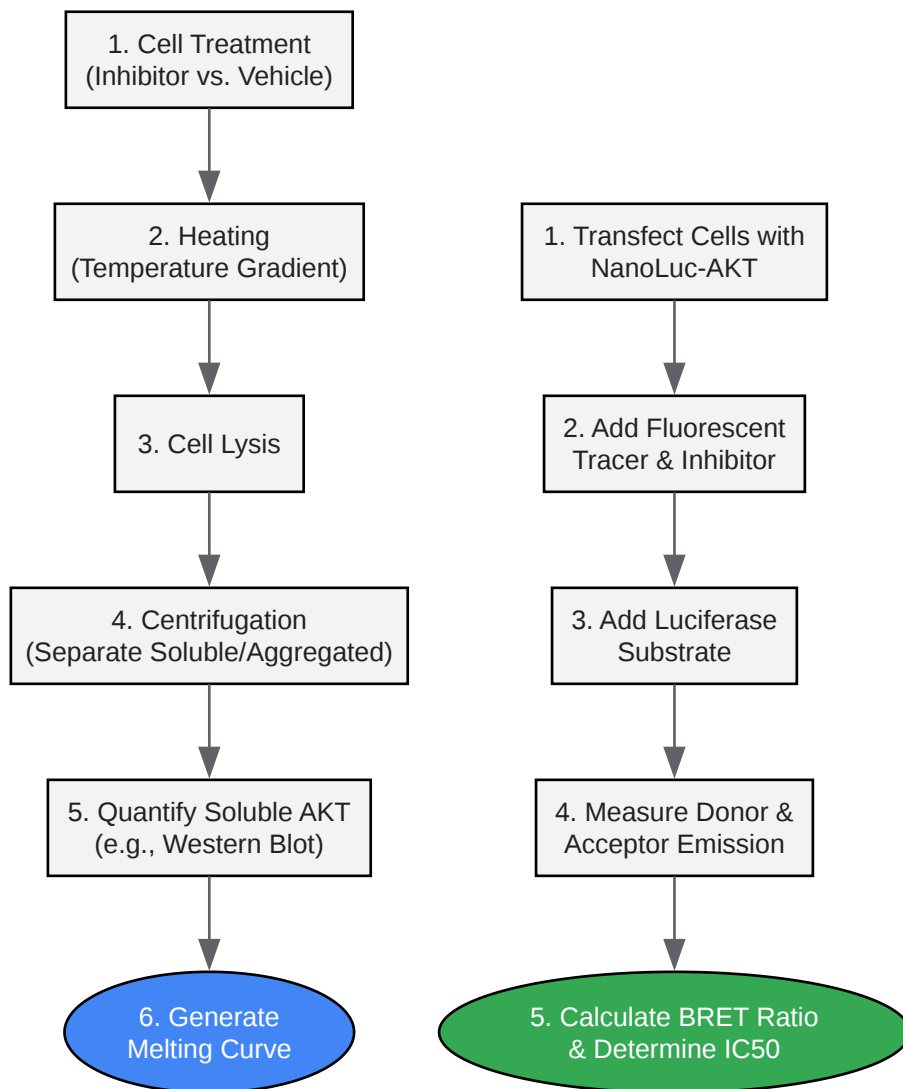 1. Cell Treatment
(Inhibitor vs. Vehicle)
2. Heating
(Temperature Gradient)
3. Cell Lysis
4. Centrifugation
(Separate Soluble/Aggregated)
5. Quantify Soluble AKT
(e.g., Western Blot)
6. Generate
Melting Curve
1. Transfect Cells with
NanoLuc-AKT
2. Add Fluorescent
Tracer & Inhibitor
3. Add Luciferase
Substrate
4. Measure Donor &
Acceptor Emission
5. Calculate BRET Ratio
& Determine IC50